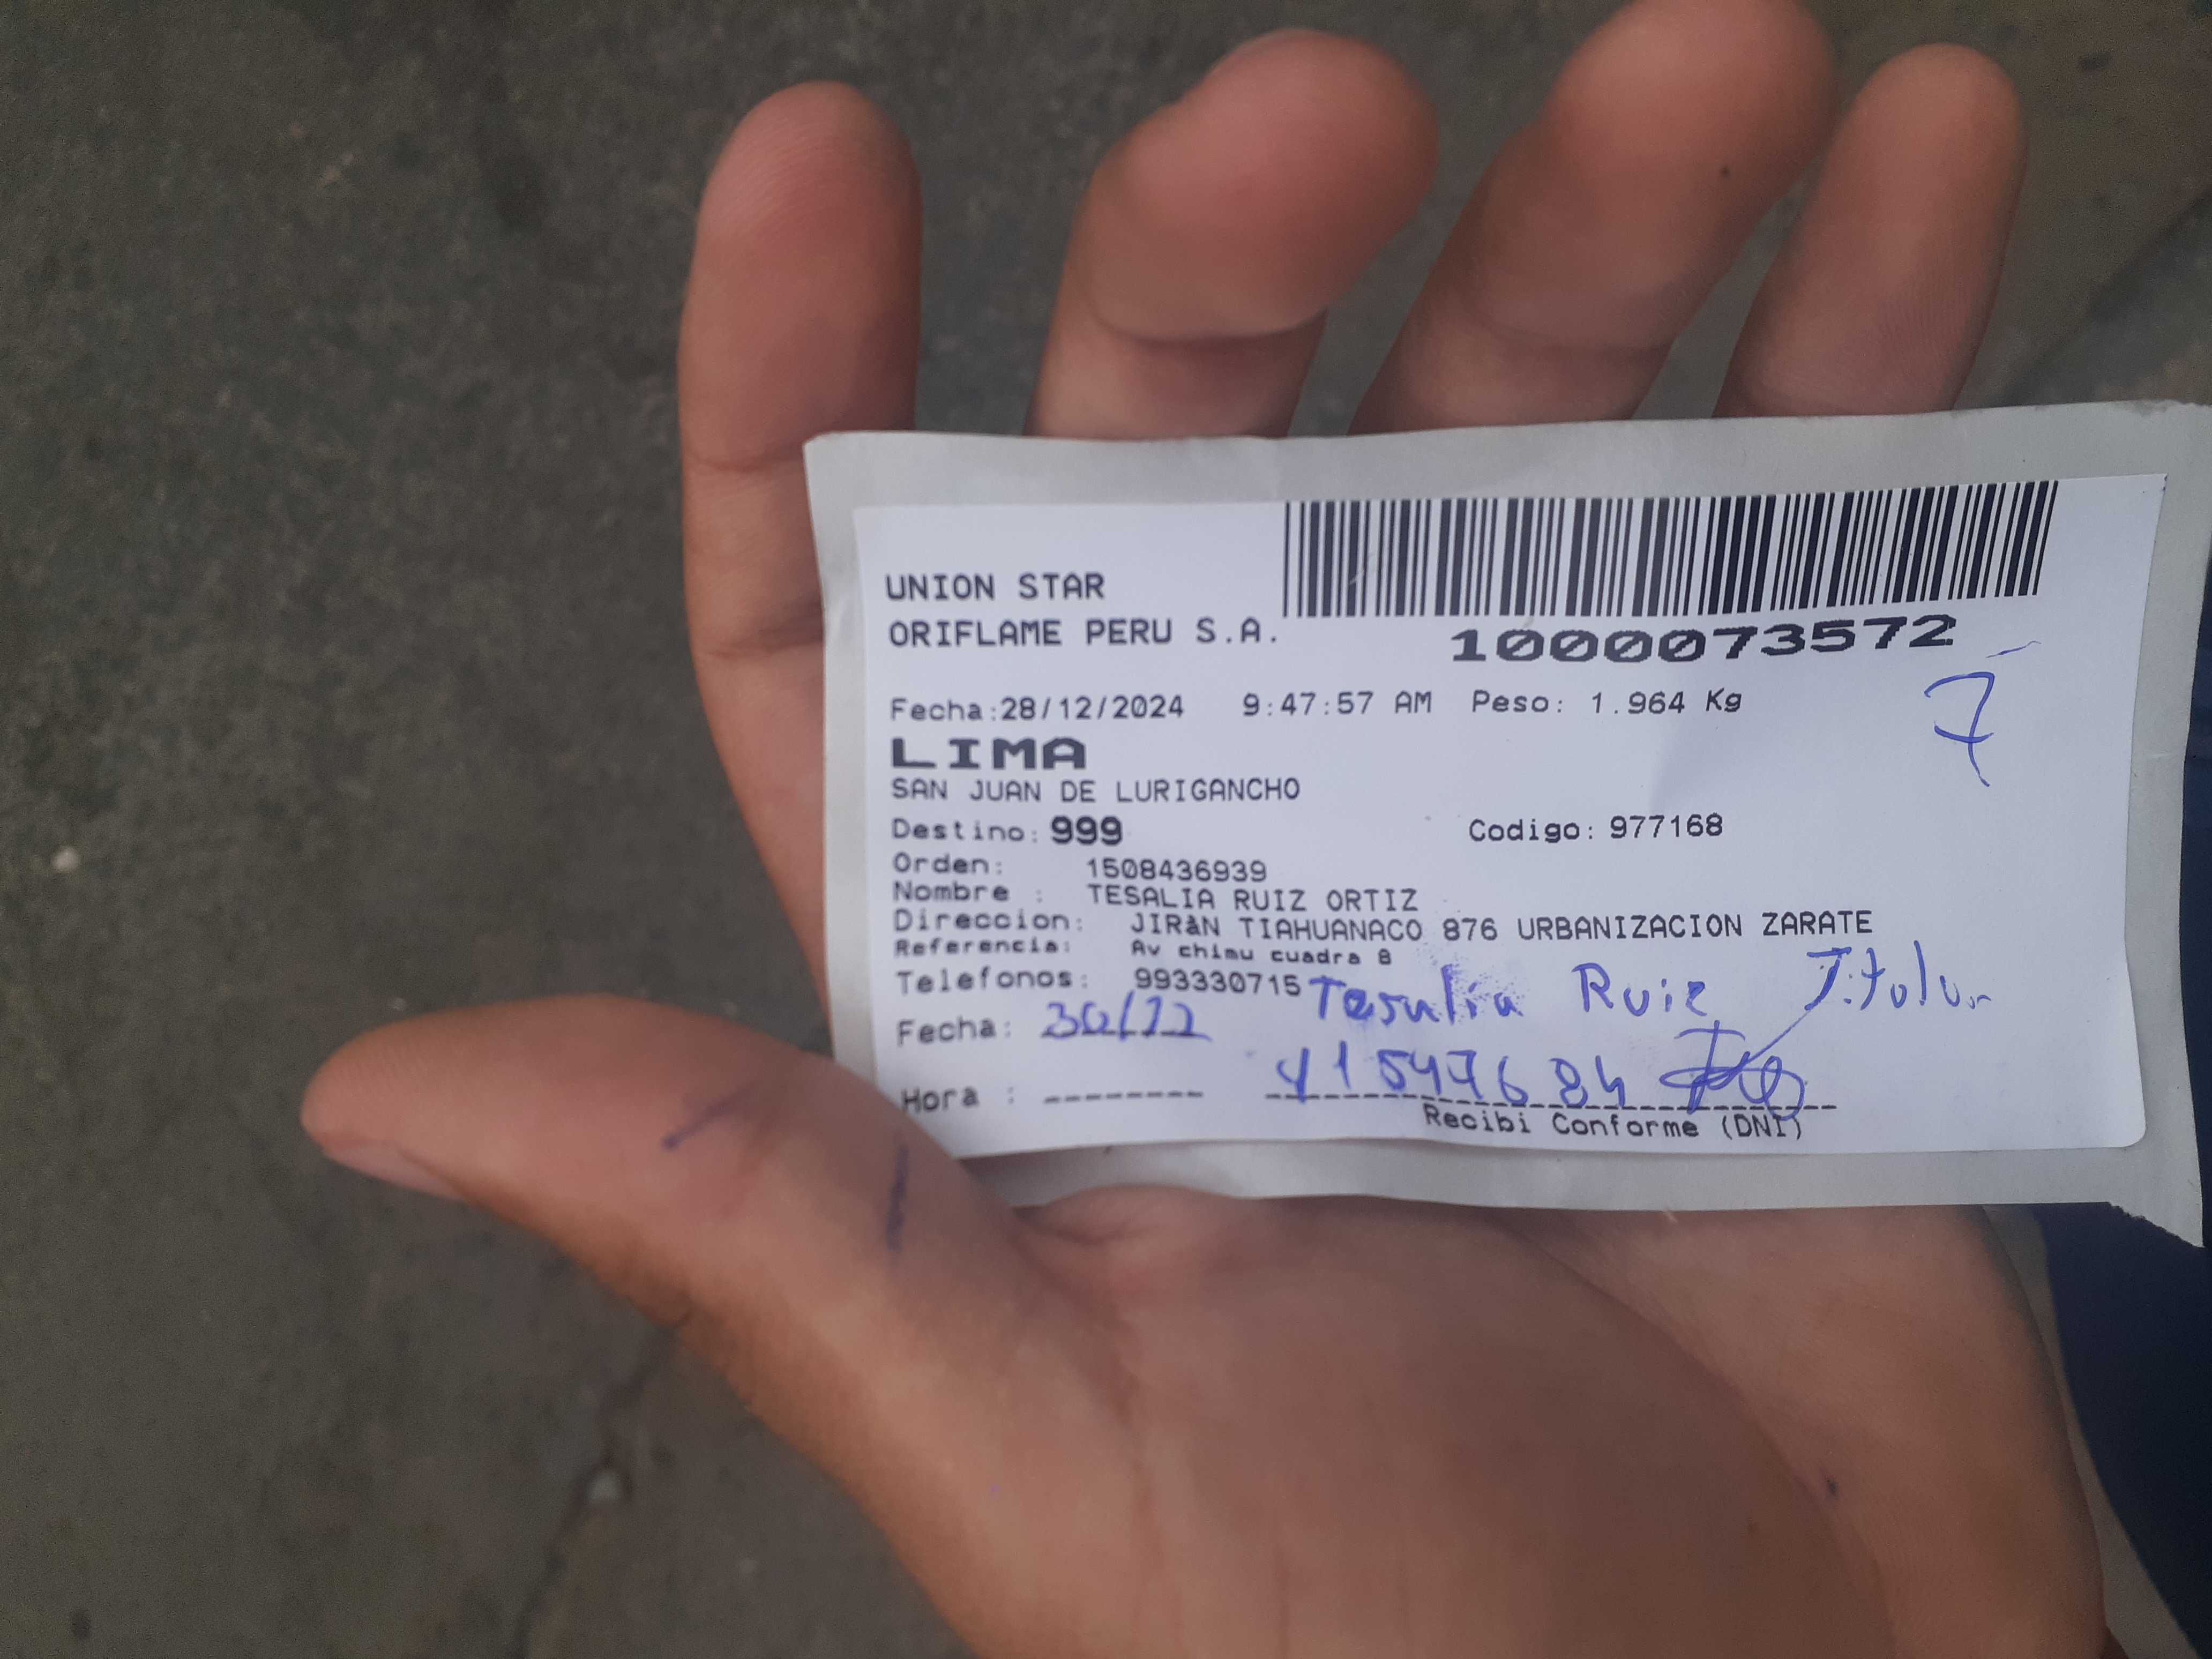 UNION STAR
ORIFLAME PERU S.A.
1000073572
7
Fecha:28/12/2024 9:47:57 AM Peso: 1.964 Kg
LIMA
SAN JUAN DE LURIGANCHO
Destino: 999 Codigo: 977168
Orden: 1508436939
Nombre : TESALIA RUIZ ORTIZ
Direccion: JIRàN TIAHUANACO 876 URBANIZACION ZARATE
Referencia: Av chimu cuadra 8
Telefonos: 993330715 Tesalia Ruiz Titular
Fecha: 30/12
Hora : --------
Recibi Conforme (DNI)